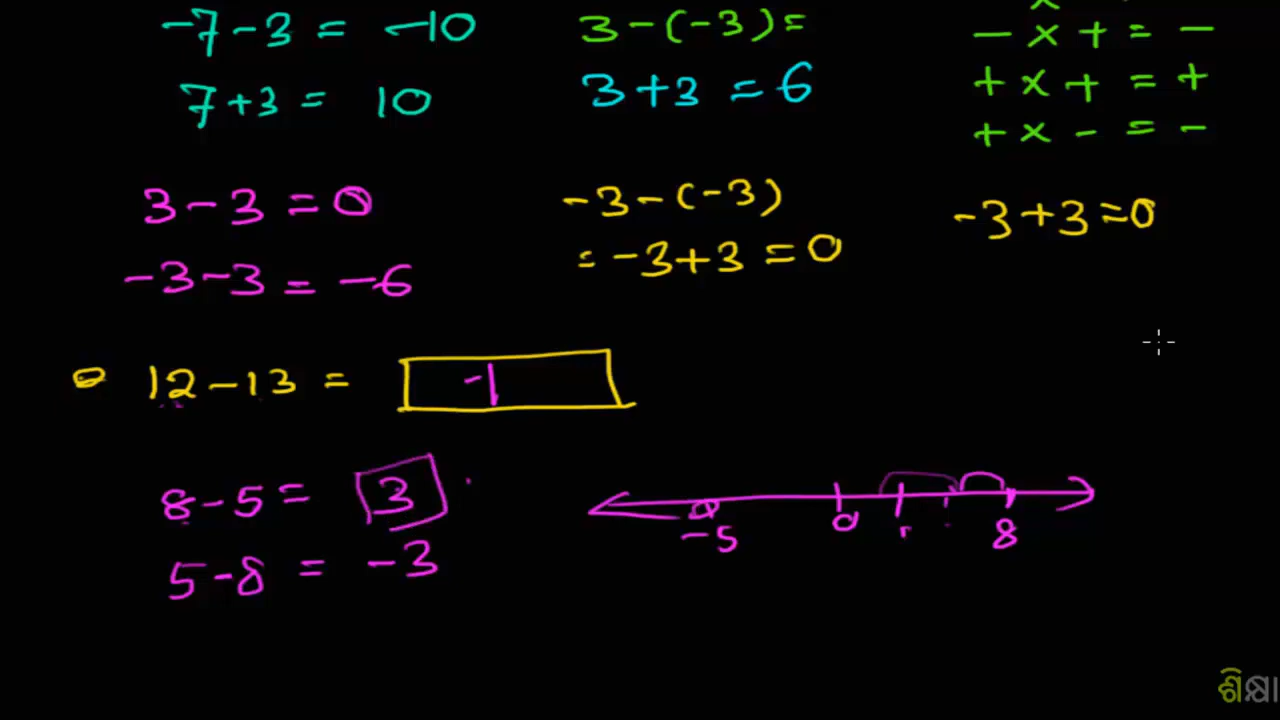 -7-3 = -10
3-(-3)=
- x + = -
7+3 = 10
3+3 = 6
+ x + = +
+ x - = -
3-3 = 0
-3-(-3)
-3+3=0
-3-3 = -6
= -3+3 = 0
12-13 = -1
8-5 = 3
-5 0 1 8
5-8 = -3
ଶିକ୍ଷା